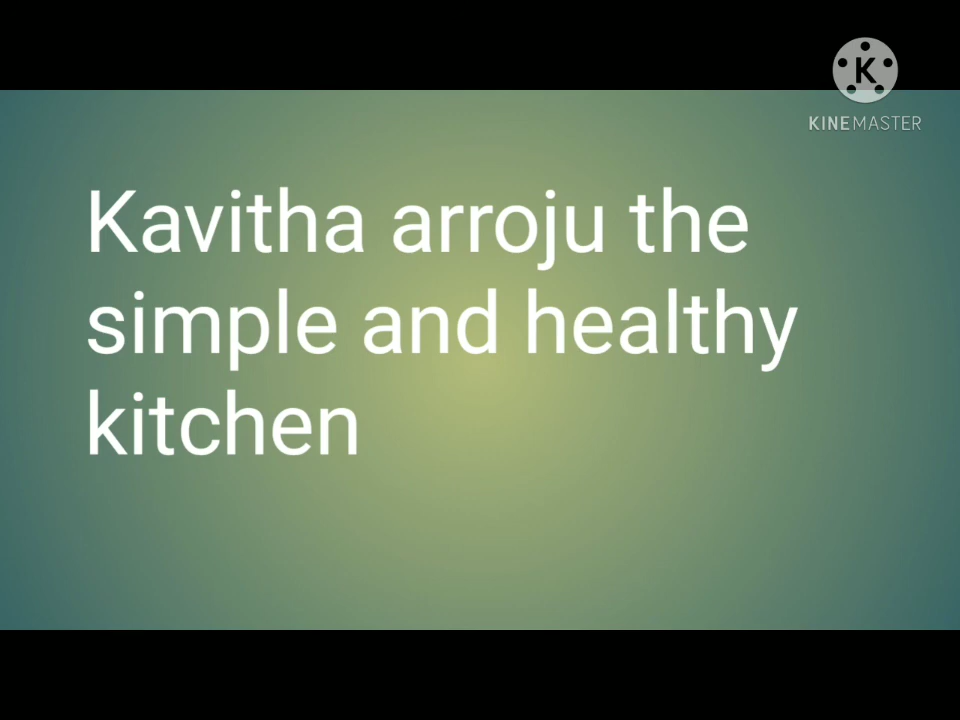 K
KINEMASTER
Kavitha arroju the
simple and healthy
kitchen